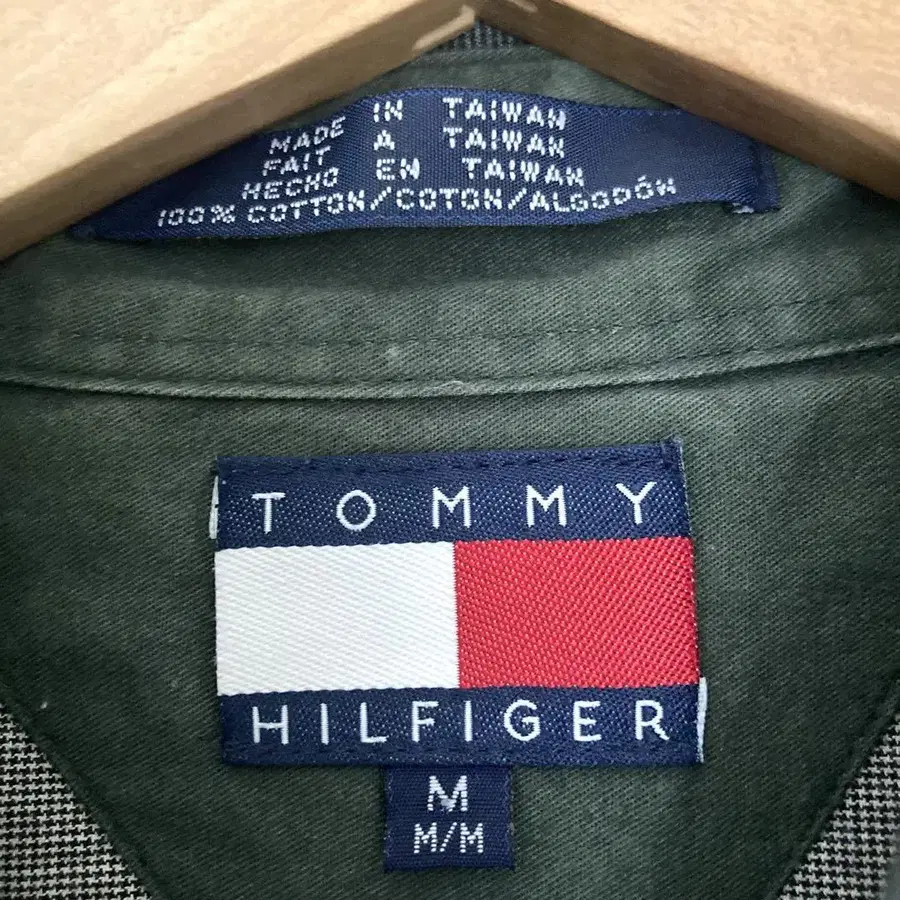 MADE IN TAIWAN
FAIT A TAIWAN
HECHO EN TAIWAN
100% COTTON/COTON/ALGODÓN
TOMMY
HILFIGER
M
M/M